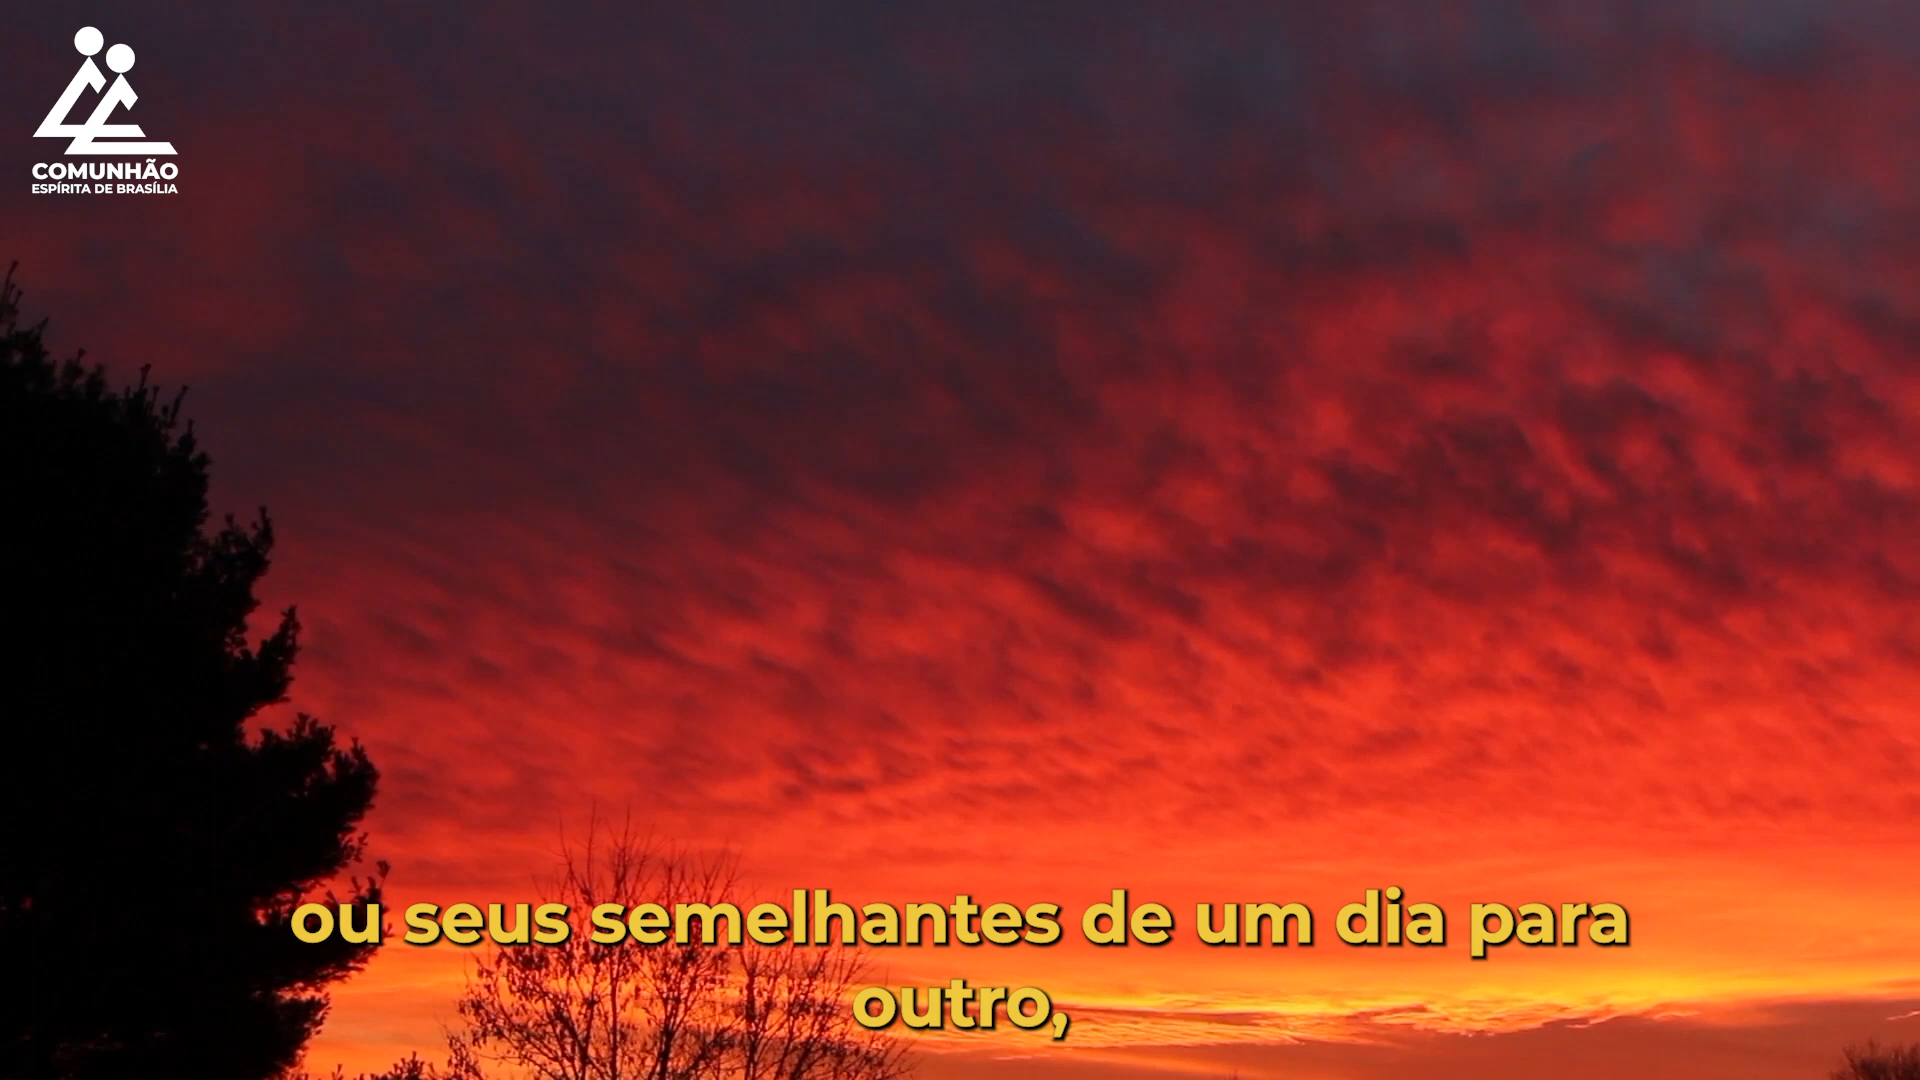 COMUNHÃO
ESPÍRITA DE BRASÍLIA
ou seus semelhantes de um dia para
outro,